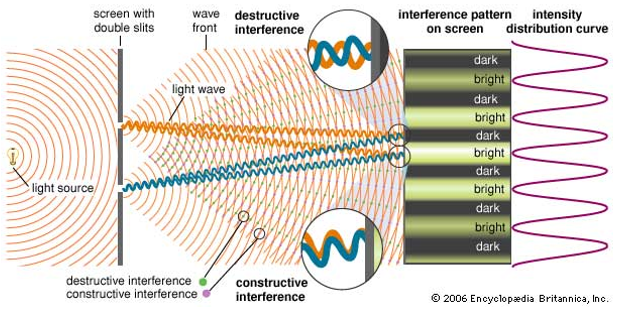 screen with
double slits
wave
front
destructive
interference
interference pattern
on screen
intensity
distribution curve
light wave
light source
dark
bright
dark
bright
dark
bright
dark
bright
dark
bright
dark
destructive interference
constructive interference
constructive
interference
© 2006 Encyclopædia Britannica, Inc.